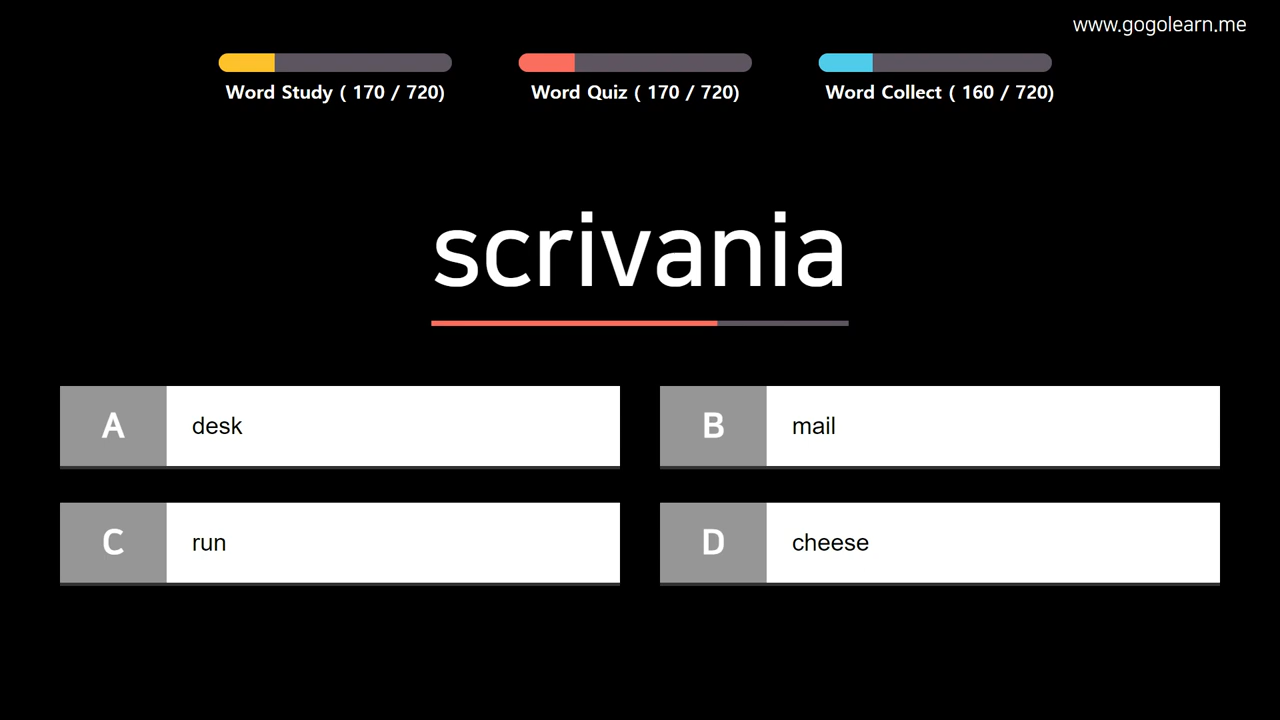 www.gogolearn.me
Word Study ( 170 / 720)
Word Quiz ( 170 / 720)
Word Collect ( 160 / 720)
scrivania
A desk
B mail
C run
D cheese